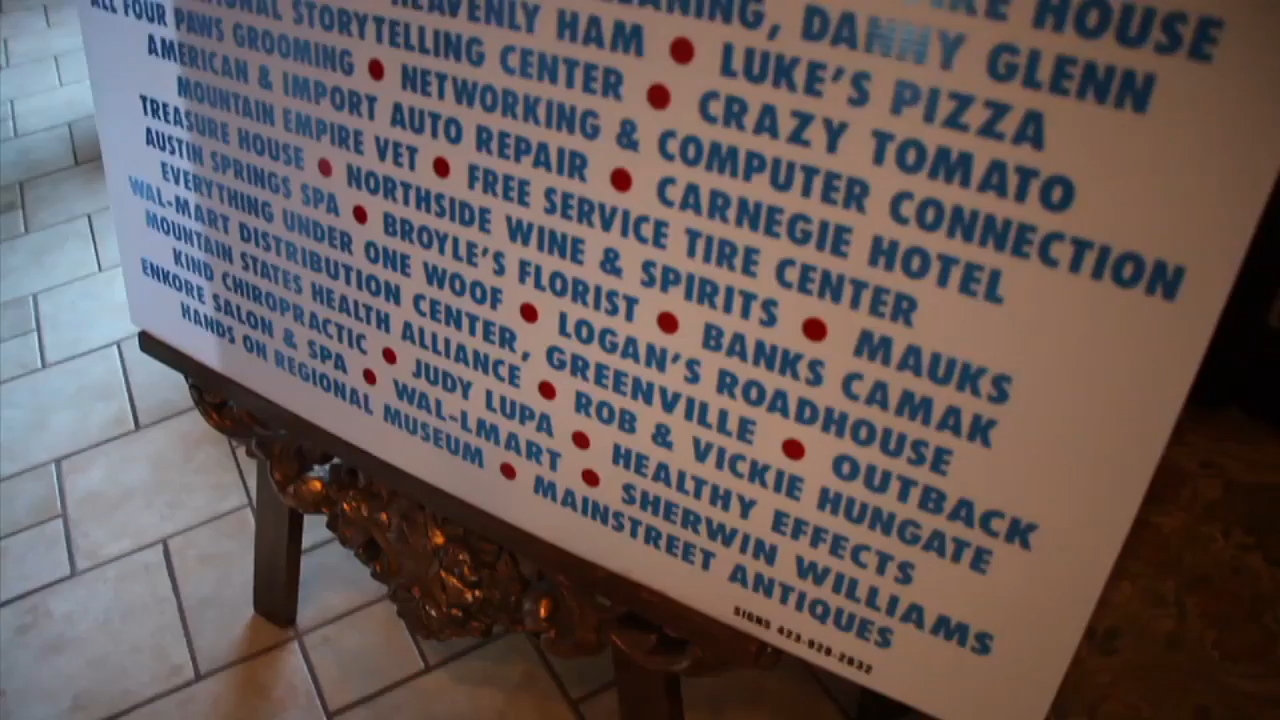 HOUSE
DANNY GLENN
HEAVENLY HAM • LUKE'S PIZZA
STORYTELLING CENTER • CRAZY TOMATO
ALL FOUR PAWS GROOMING • NETWORKING & COMPUTER CONNECTION
AMERICAN & IMPORT AUTO REPAIR • CARNEGIE HOTEL
MOUNTAIN EMPIRE VET • FREE SERVICE TIRE CENTER
TREASURE HOUSE • NORTHSIDE WINE & SPIRITS • MAUKS
AUSTIN SPRINGS SPA • BROYLE'S FLORIST • BANKS CAMAK
EVERYTHING UNDER ONE WOOF • LOGAN'S ROADHOUSE
WAL-MART DISTRIBUTION CENTER, GREENVILLE • OUTBACK
MOUNTAIN STATES HEALTH ALLIANCE • ROB & VICKIE HUNGATE
KIND CHIROPRACTIC • JUDY LUPA • HEALTHY EFFECTS
ENKORE SALON & SPA • WAL-LMART • SHERWIN WILLIAMS
HANDS ON REGIONAL MUSEUM • MAINSTREET ANTIQUES
SIGNS 423-929-2832